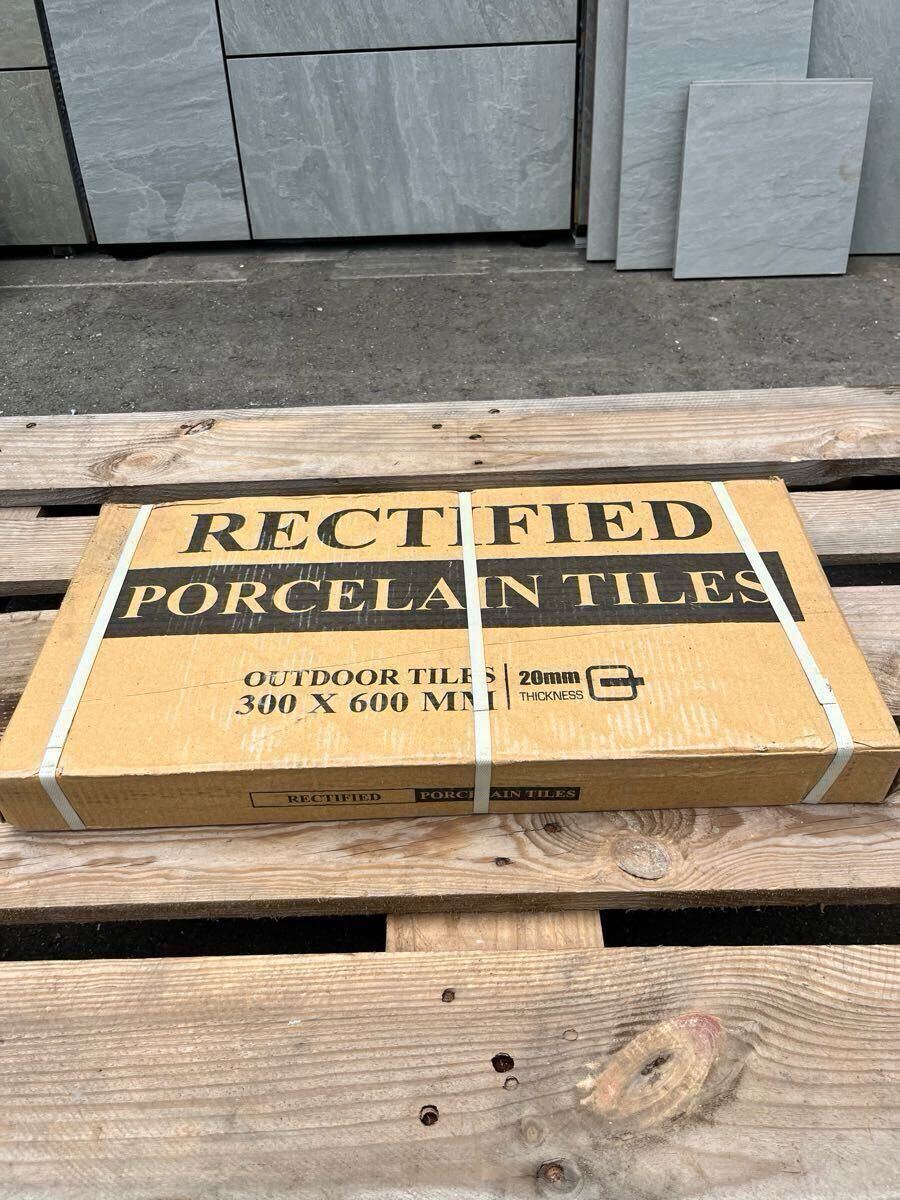 RECTIFIED
PORCELAIN TILES
OUTDOOR TILES
300 X 600 MM
20mm
THICKNESS
RECTIFIED PORCELAIN TILES